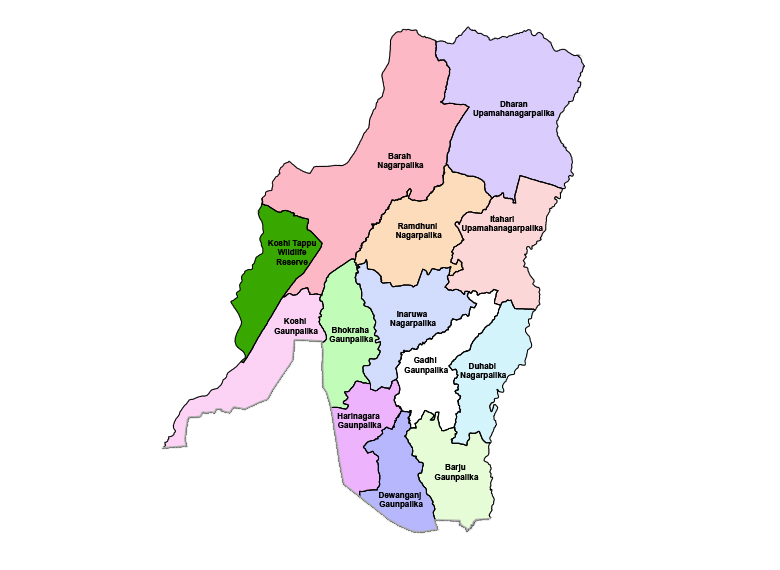 Dharan
Upamahanagarpalika
Barah
Nagarpalika
Ramdhuni
Nagarpalika
Itahari
Upamahanagarpalika
Koshi Tappu
Wildlife
Reserve
Koshi
Gaunpalika
Bhokraha
Gaunpalika
Inaruwa
Nagarpalika
Gadhi
Gaunpalika
Duhabi
Nagarpalika
Harinagara
Gaunpalika
Dewanganj
Gaunpalika
Barju
Gaunpalika